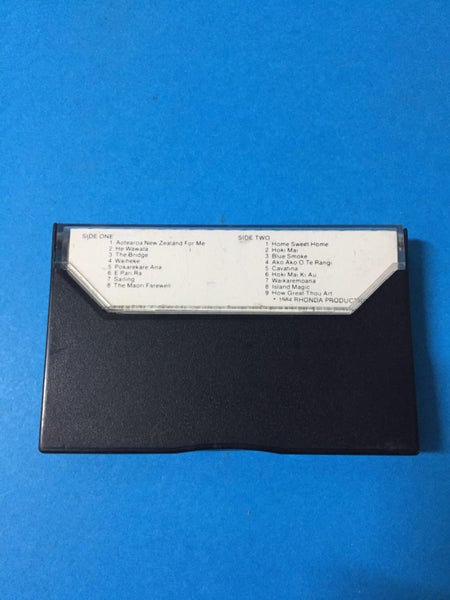 SIDE ONE
1 Aotearoa New Zealand For Me
2 He Wawata
3 The Bridge
4 Waiheke
5 Pokarekare Ana
6 E Pari Ra
7 Sailing
8 The Maori Farewell
SIDE TWO
1 Home Sweet Home
2 Hoki Mai
3 Blue Smoke
4 Ako Ako O Te Rangi
5 Cavatina
6 Hoki Mai Ki Au
7 Waikaremoana
8 Island Magic
9 How Great Thou Art
* 1984 RHONDA PRODUCTI